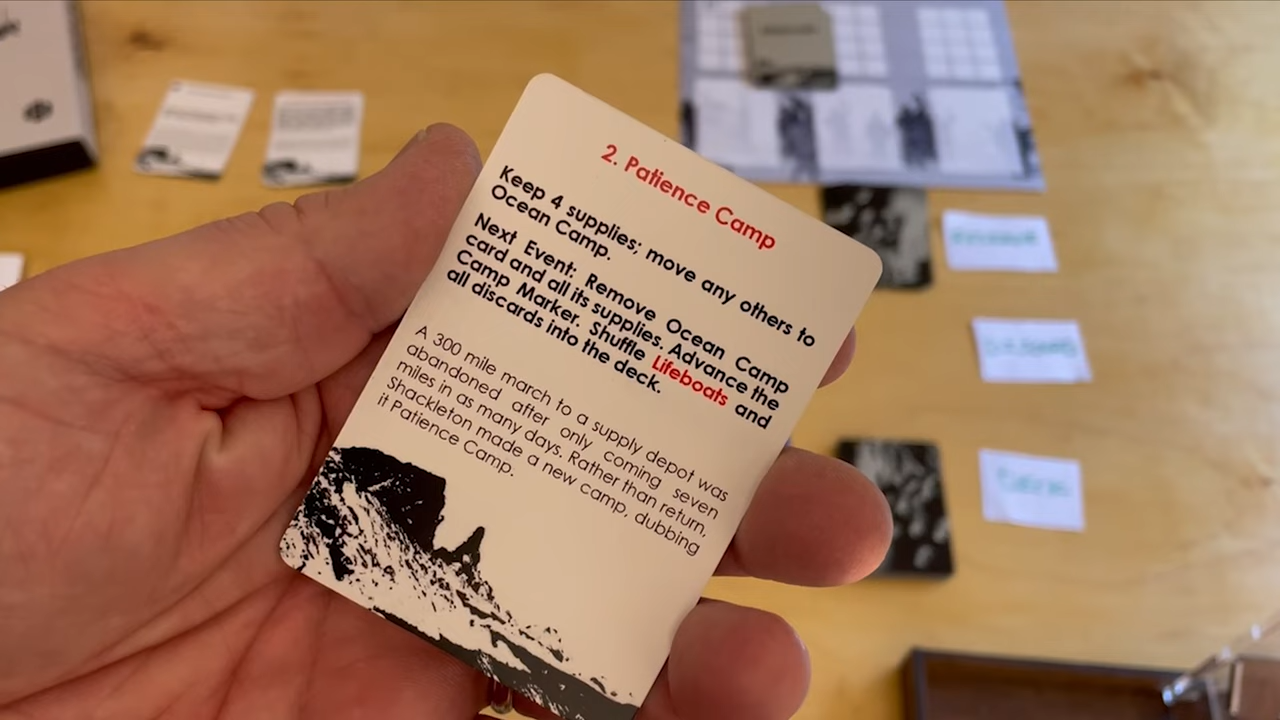 2. Patience Camp
Keep 4 supplies; move any others to
Ocean Camp.
Next Event: Remove Ocean Camp
card and all its supplies. Advance the
Camp Marker. Shuffle Lifeboats and
all discards into the deck.
A 300 mile march to a supply depot was
abandoned after only coming seven
miles in as many days. Rather than return,
Shackleton made a new camp, dubbing
it Patience Camp.